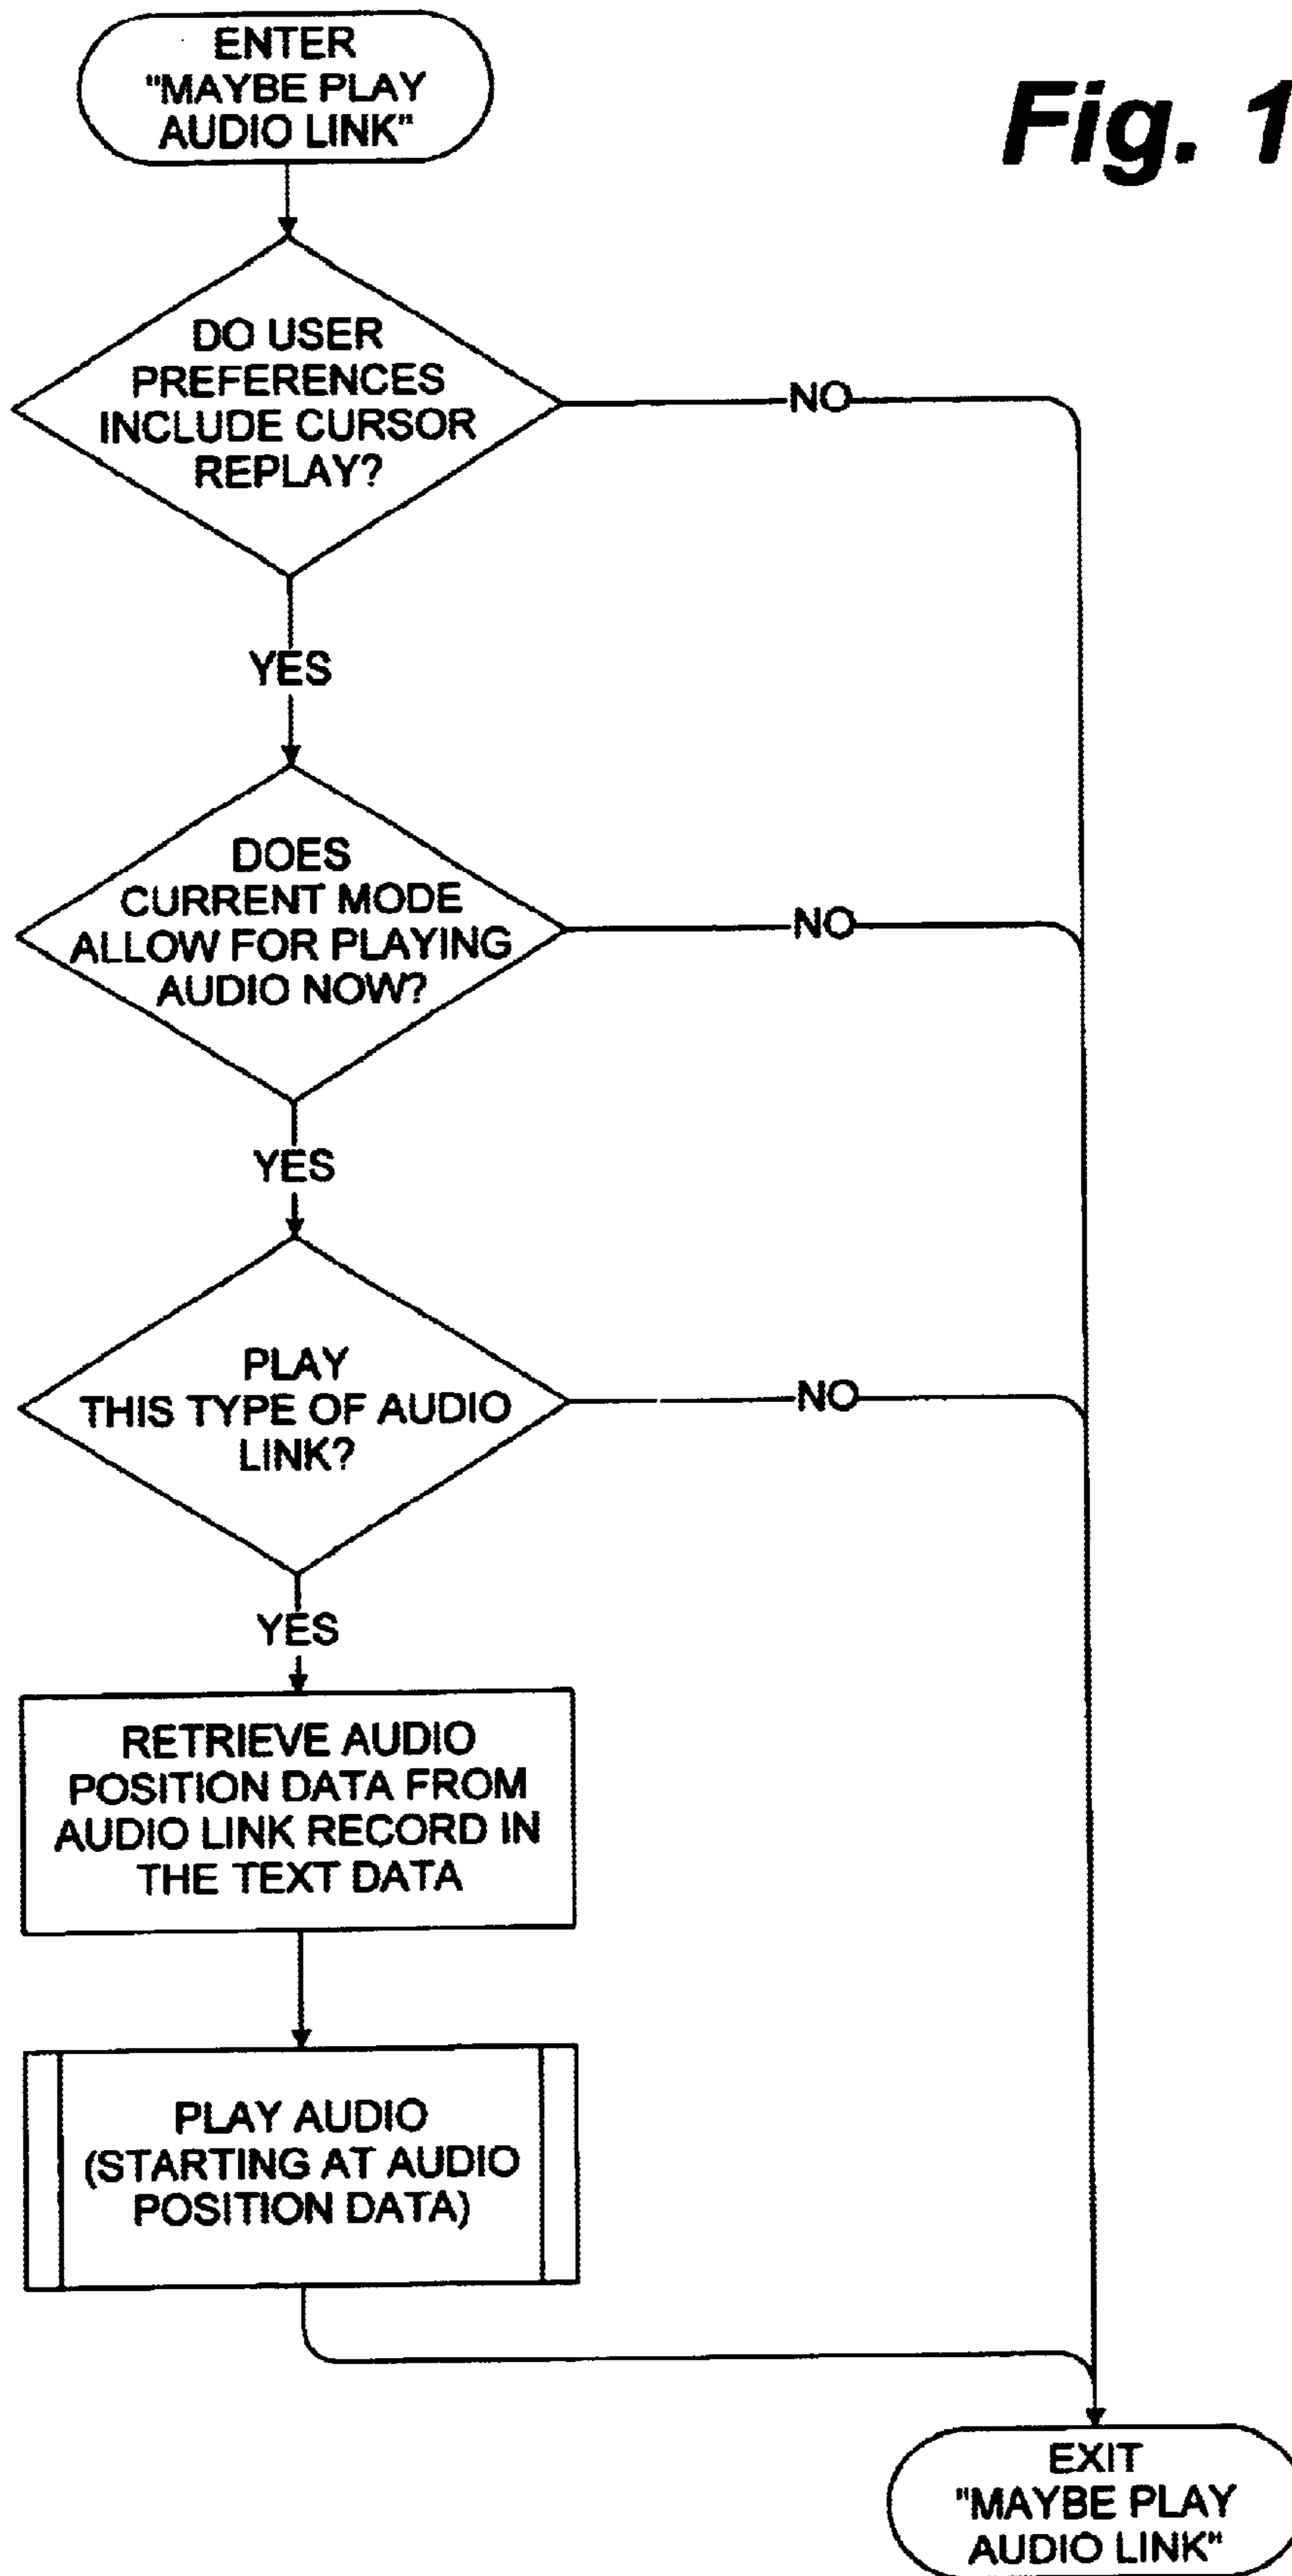 ENTER
"MAYBE PLAY
AUDIO LINK"
Fig. 1
DO USER
PREFERENCES
INCLUDE CURSOR
REPLAY?
NO
YES
DOES
CURRENT MODE
ALLOW FOR PLAYING
AUDIO NOW?
NO
YES
PLAY
THIS TYPE OF AUDIO
LINK?
NO
YES
RETRIEVE AUDIO
POSITION DATA FROM
AUDIO LINK RECORD IN
THE TEXT DATA
PLAY AUDIO
(STARTING AT AUDIO
POSITION DATA)
EXIT
"MAYBE PLAY
AUDIO LINK"